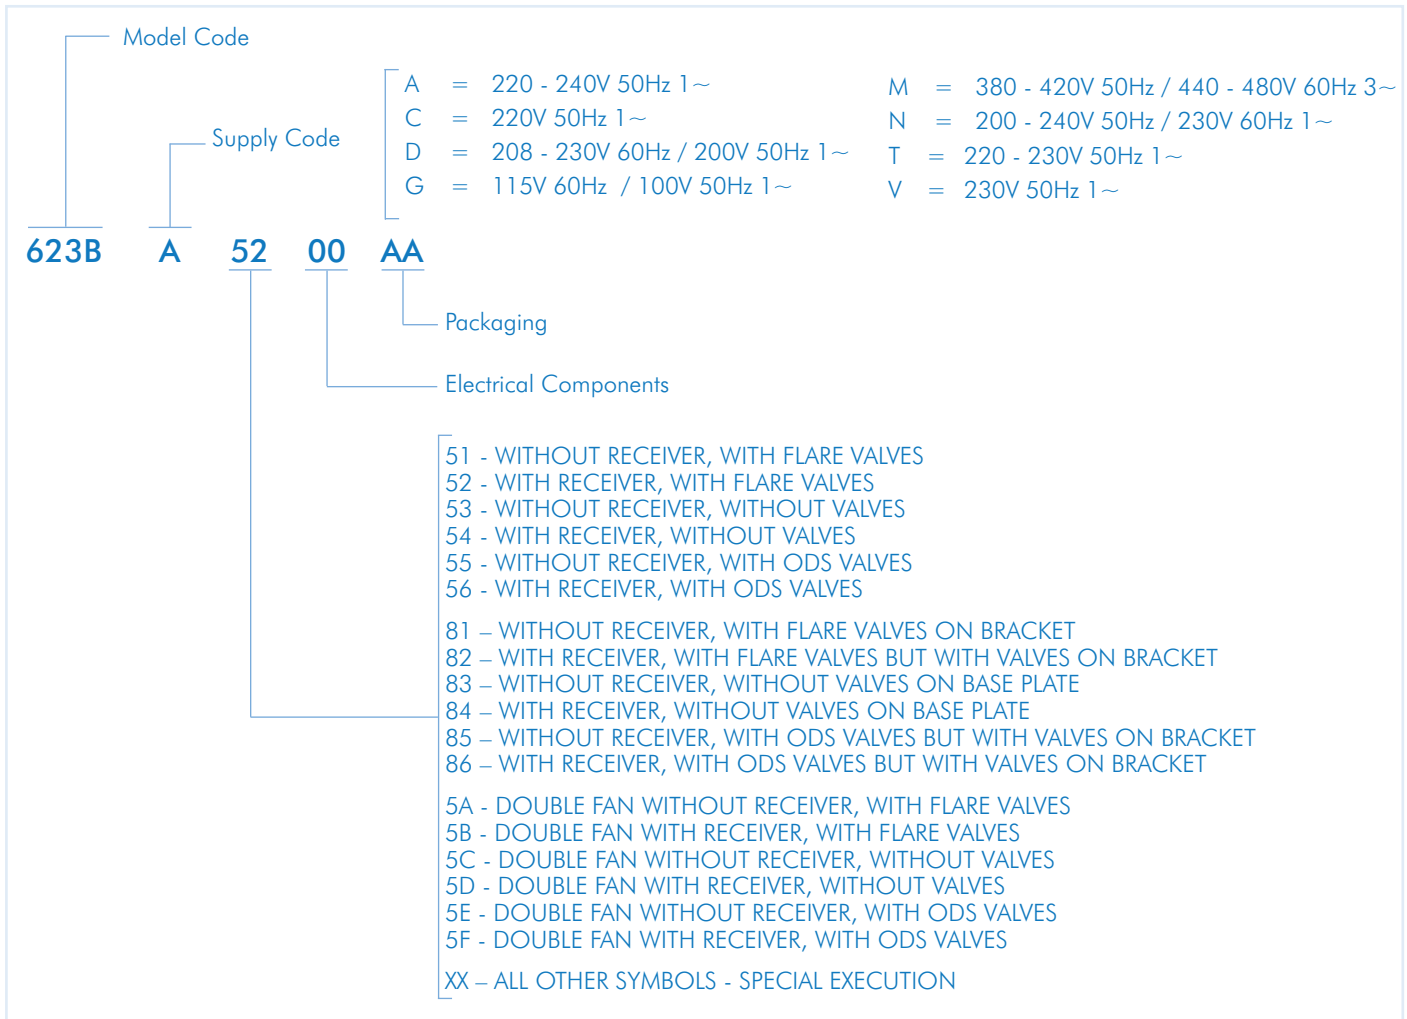 Model Code
A = 220 - 240V 50Hz 1~
C = 220V 50Hz 1~
D = 208 - 230V 60Hz / 200V 50Hz 1~
G = 115V 60Hz / 100V 50Hz 1~
M = 380 - 420V 50Hz / 440 - 480V 60Hz 3~
N = 200 - 240V 50Hz / 230V 60Hz 1~
T = 220 - 230V 50Hz 1~
V = 230V 50Hz 1~
Supply Code
623B A 52 00 AA
Packaging
Electrical Components
51 - WITHOUT RECEIVER, WITH FLARE VALVES
52 - WITH RECEIVER, WITH FLARE VALVES
53 - WITHOUT RECEIVER, WITHOUT VALVES
54 - WITH RECEIVER, WITHOUT VALVES
55 - WITHOUT RECEIVER, WITH ODS VALVES
56 - WITH RECEIVER, WITH ODS VALVES
81 – WITHOUT RECEIVER, WITH FLARE VALVES ON BRACKET
82 – WITH RECEIVER, WITH FLARE VALVES BUT WITH VALVES ON BRACKET
83 – WITHOUT RECEIVER, WITHOUT VALVES ON BASE PLATE
84 – WITH RECEIVER, WITHOUT VALVES ON BASE PLATE
85 – WITHOUT RECEIVER, WITH ODS VALVES BUT WITH VALVES ON BRACKET
86 – WITH RECEIVER, WITH ODS VALVES BUT WITH VALVES ON BRACKET
5A - DOUBLE FAN WITHOUT RECEIVER, WITH FLARE VALVES
5B - DOUBLE FAN WITH RECEIVER, WITH FLARE VALVES
5C - DOUBLE FAN WITHOUT RECEIVER, WITHOUT VALVES
5D - DOUBLE FAN WITH RECEIVER, WITHOUT VALVES
5E - DOUBLE FAN WITHOUT RECEIVER, WITH ODS VALVES
5F - DOUBLE FAN WITH RECEIVER, WITH ODS VALVES
XX – ALL OTHER SYMBOLS - SPECIAL EXECUTION